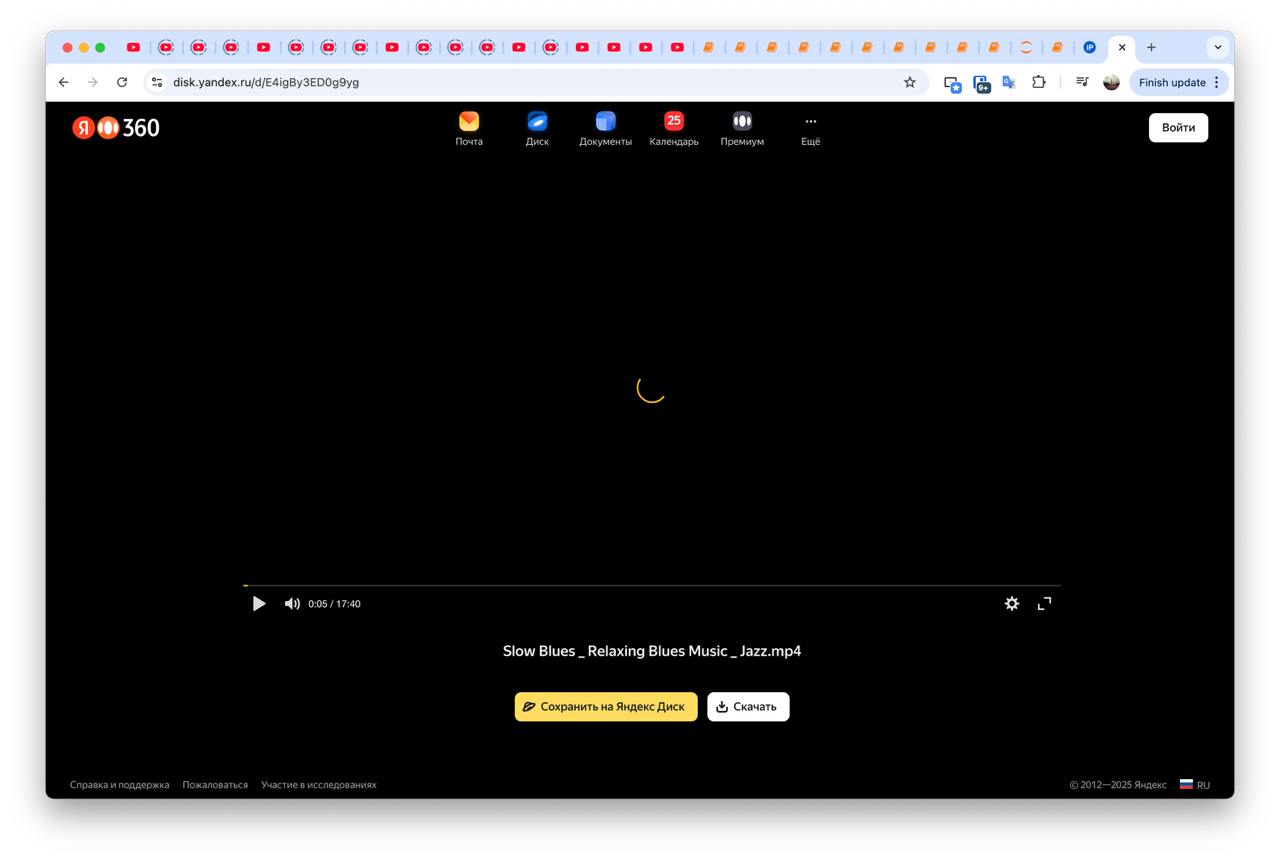 iP
disk.yandex.ru/d/E4igBy3ED0g9yg
9+
G
Finish update
Я 360
25
Почта
Диск
Документы
Календарь
Премиум
Ещё
Войти
0:05 / 17:40
Slow Blues _ Relaxing Blues Music _ Jazz.mp4
Сохранить на Яндекс Диск
Скачать
Справка и поддержка
Пожаловаться
Участие в исследованиях
© 2012—2025 Яндекс
RU